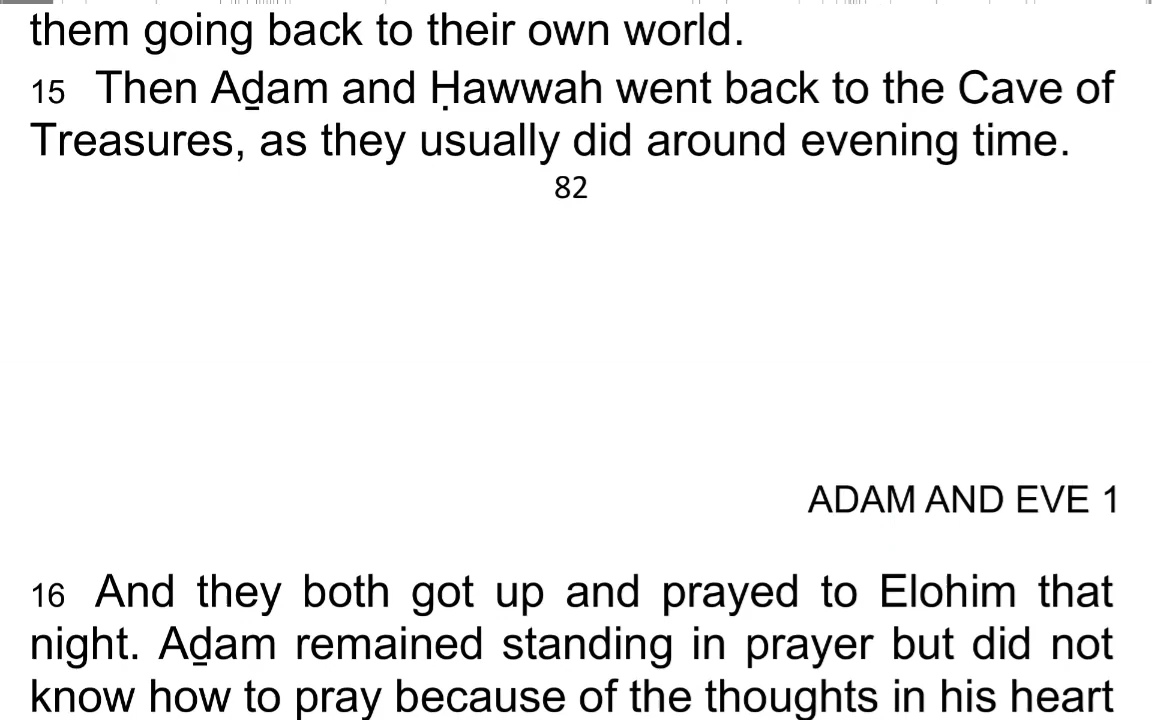 them going back to their own world.
15 Then Aḏam and Ḥawwah went back to the Cave of
Treasures, as they usually did around evening time.
82
ADAM AND EVE 1
16 And they both got up and prayed to Elohim that
night. Aḏam remained standing in prayer but did not
know how to pray because of the thoughts in his heart